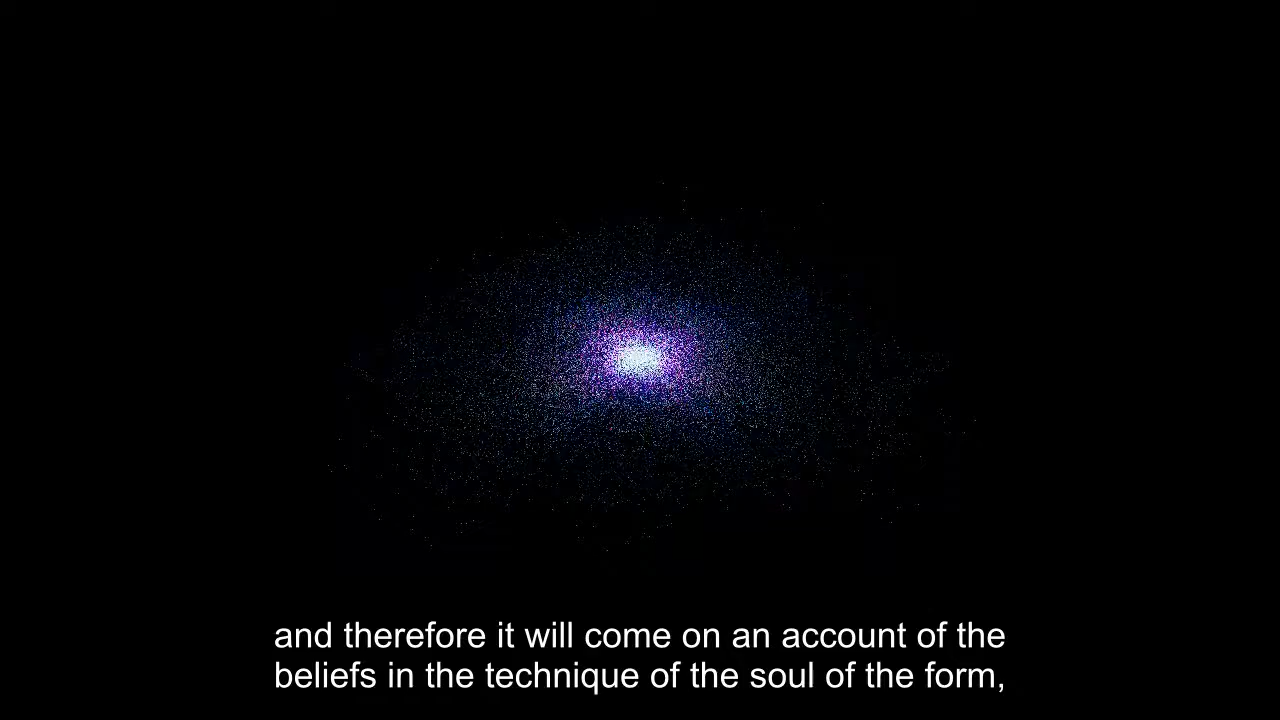 and therefore it will come on an account of the
beliefs in the technique of the soul of the form,